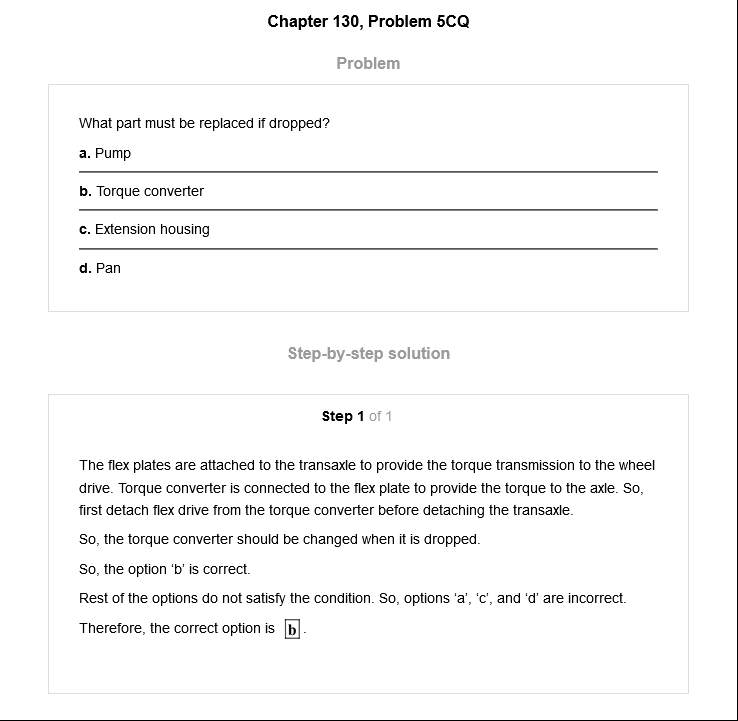 Chapter 130, Problem 5CQ
Problem
What part must be replaced if dropped?
a. Pump
b. Torque converter
c. Extension housing
d. Pan
Step-by-step solution
Step 1 of 1
The flex plates are attached to the transaxle to provide the torque transmission to the wheel
drive. Torque converter is connected to the flex plate to provide the torque to the axle. So,
first detach flex drive from the torque converter before detaching the transaxle.
So, the torque converter should be changed when it is dropped.
So, the option ‘b’ is correct.
Rest of the options do not satisfy the condition. So, options ‘a’, ‘c’, and ‘d’ are incorrect.
Therefore, the correct option is b.